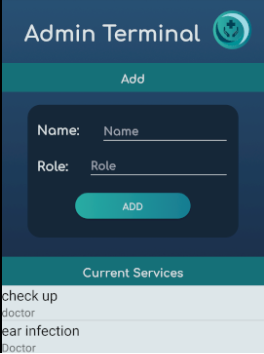 Admin Terminal
Add
Name: Name
Role: Role
ADD
Current Services
check up
doctor
ear infection
Doctor